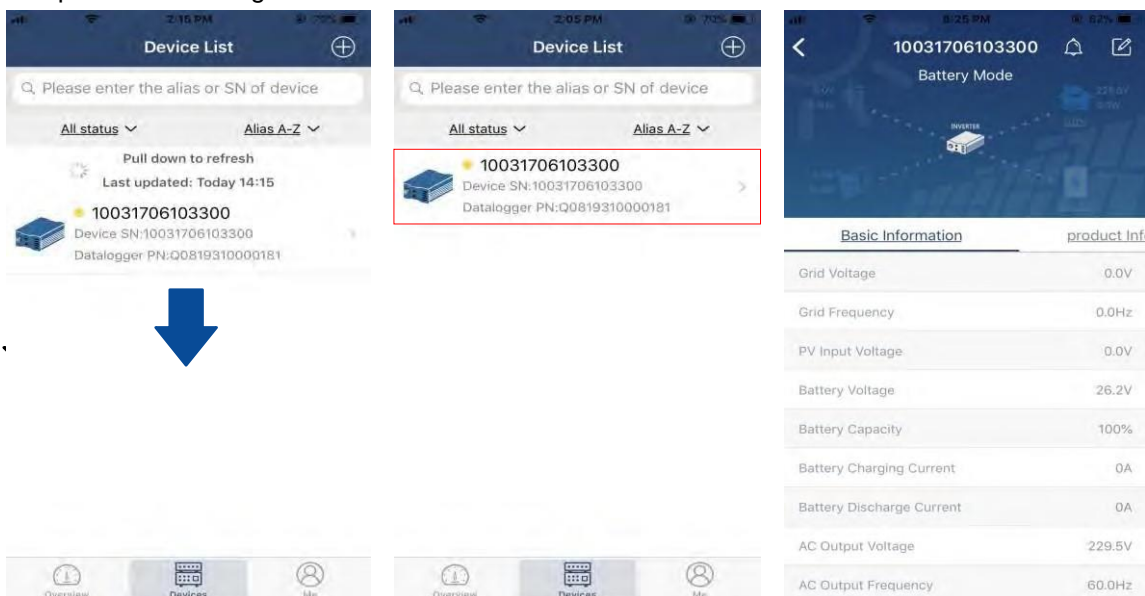 2:15 PM
70%
Device List
Please enter the alias or SN of device
All status
Alias A-Z
Pull down to refresh
Last updated: Today 14:15
10031706103300
Device SN:10031706103300
Datalogger PN:Q0819310000181
Devices
2:05 PM
70%
Device List
Please enter the alias or SN of device
All status
Alias A-Z
10031706103300
Device SN:10031706103300
Datalogger PN:Q0819310000181
Devices
62%
10031706103300
Battery Mode
INVERTER
Basic Information
product Inf
Grid Voltage 0.0V
Grid Frequency 0.0Hz
PV Input Voltage 0.0V
Battery Voltage 26.2V
Battery Capacity 100%
Battery Charging Current 0A
Battery Discharge Current 0A
AC Output Voltage 229.5V
AC Output Frequency 60.0Hz